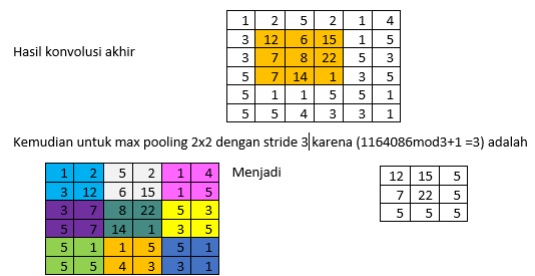 1 2 5 2 1 4
3 12 6 15 1 5
Hasil konvolusi akhir
3 7 8 22 5 3
5 7 14 1 3 5
5 1 1 5 5 1
5 5 4 3 3 1
Kemudian untuk max pooling 2x2 dengan stride 3 karena (1164086mod3+1 =3) adalah
1 2 5 2 1 4
Menjadi
3 12 6 15 1 5
3 7 8 22 5 3
5 7 14 1 3 5
5 1 1 5 5 1
5 5 4 3 3 1
12 15 5
7 22 5
5 5 5